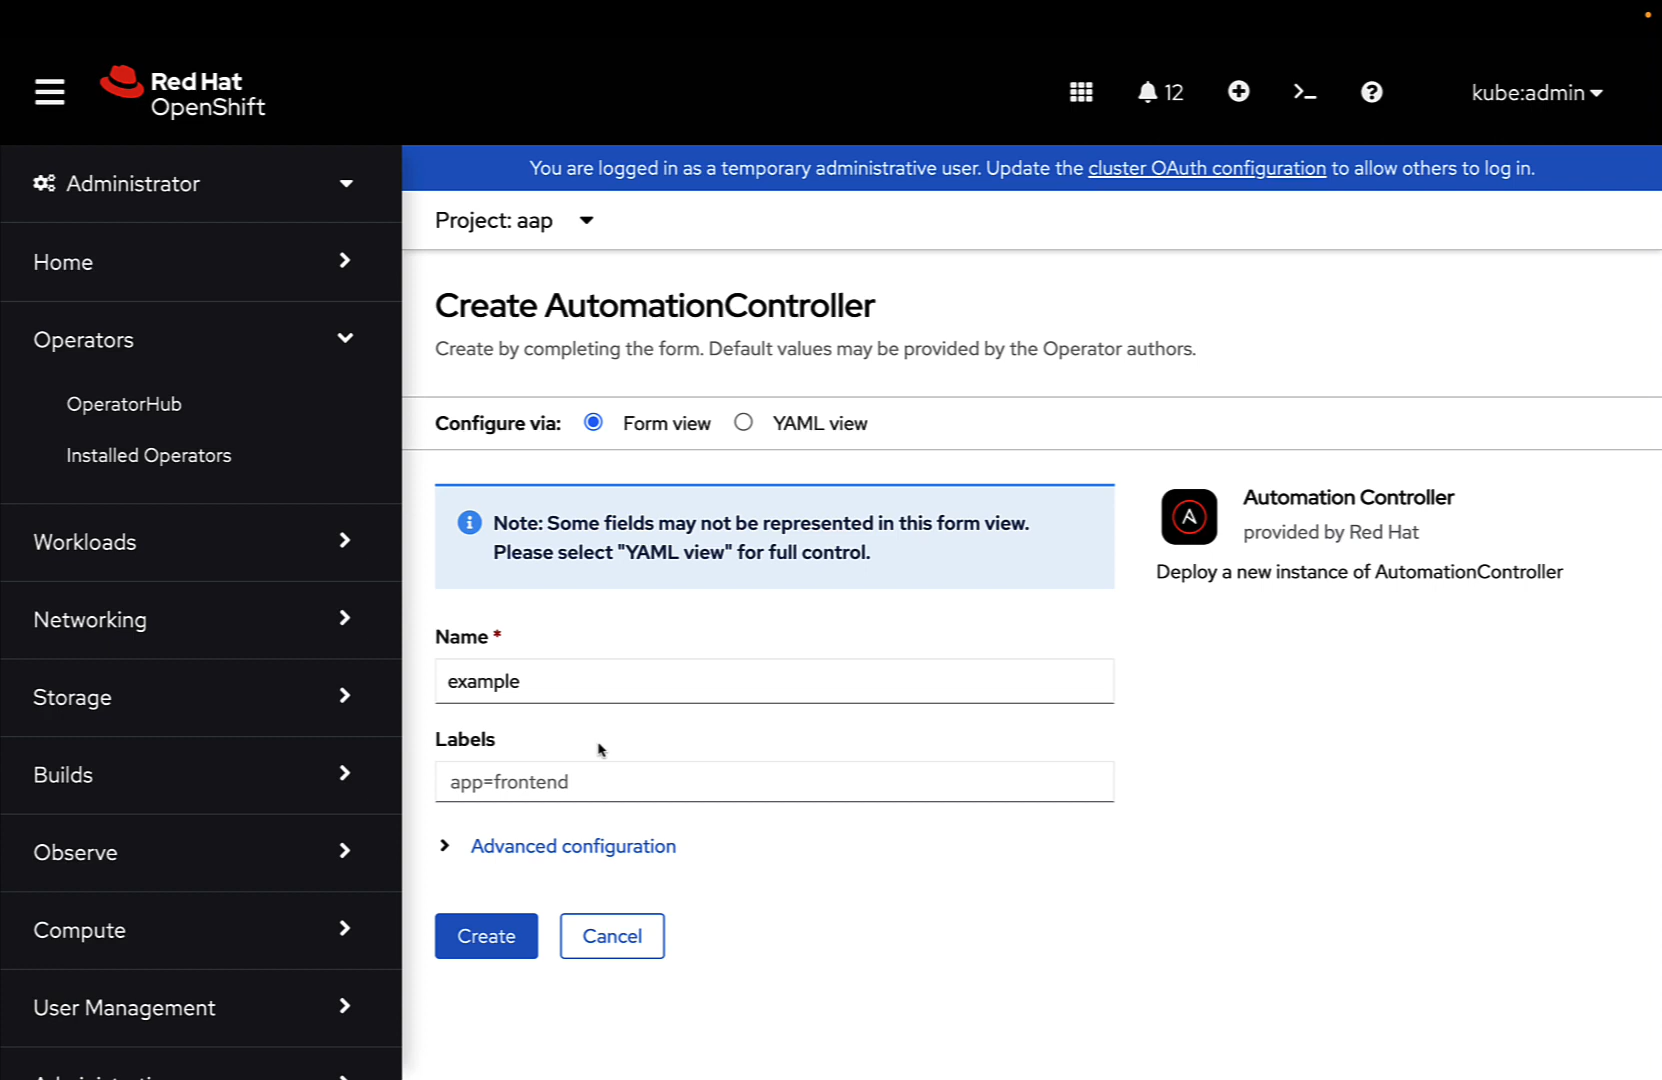 Red Hat
OpenShift
12
kube:admin
Administrator
Home
Operators
OperatorHub
Installed Operators
Workloads
Networking
Storage
Builds
Observe
Compute
User Management
You are logged in as a temporary administrative user. Update the cluster OAuth configuration to allow others to log in.
Project: aap
Create AutomationController
Create by completing the form. Default values may be provided by the Operator authors.
Configure via:
Form view
YAML view
Note: Some fields may not be represented in this form view.
Please select "YAML view" for full control.
Name *
example
Labels
app=frontend
Advanced configuration
Create
Cancel
Automation Controller
provided by Red Hat
Deploy a new instance of AutomationController